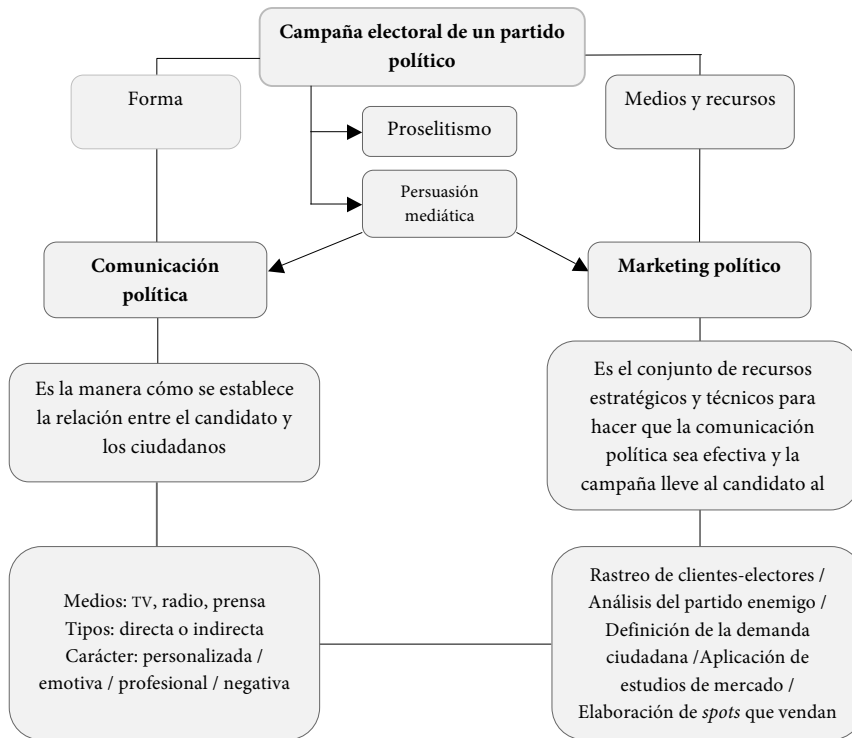 Campaña electoral de un partido
político
Forma
Medios y recursos
Proselitismo
Persuasión
mediática
Comunicación
política
Marketing político
Es la manera cómo se establece
la relación entre el candidato y
los ciudadanos
Es el conjunto de recursos
estratégicos y técnicos para
hacer que la comunicación
política sea efectiva y la
campaña lleve al candidato al
Medios: TV, radio, prensa
Tipos: directa o indirecta
Carácter: personalizada /
emotiva / profesional / negativa
Rastreo de clientes-electores /
Análisis del partido enemigo /
Definición de la demanda
ciudadana /Aplicación de
estudios de mercado /
Elaboración de spots que vendan